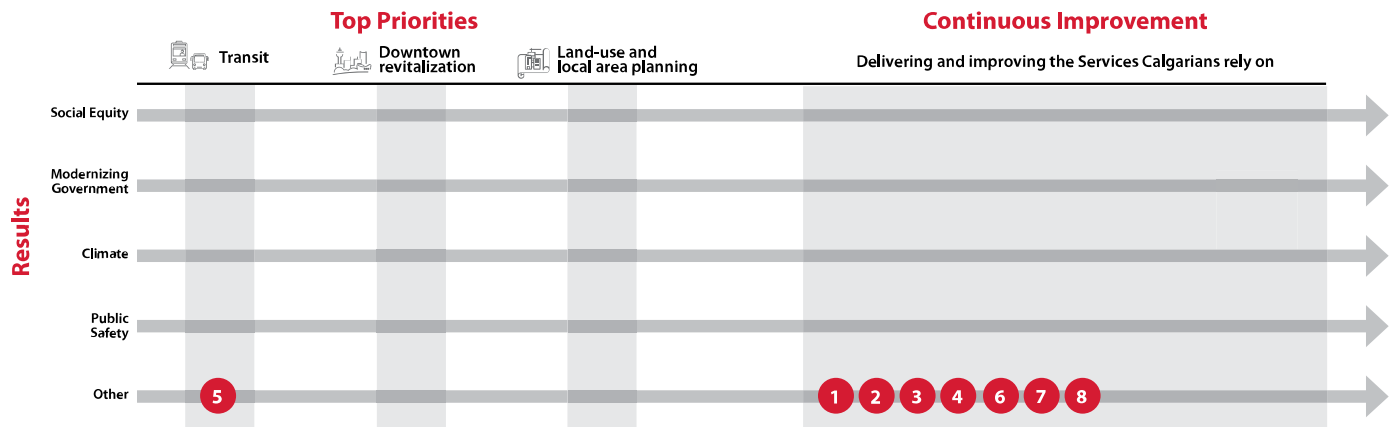 Top Priorities
Continuous Improvement
Transit
Downtown
revitalization
Land-use and
local area planning
Delivering and improving the Services Calgarians rely on
Results
Social Equity
Modernizing
Government
Climate
Public
Safety
Other
5
1 2 3 4 6 7 8